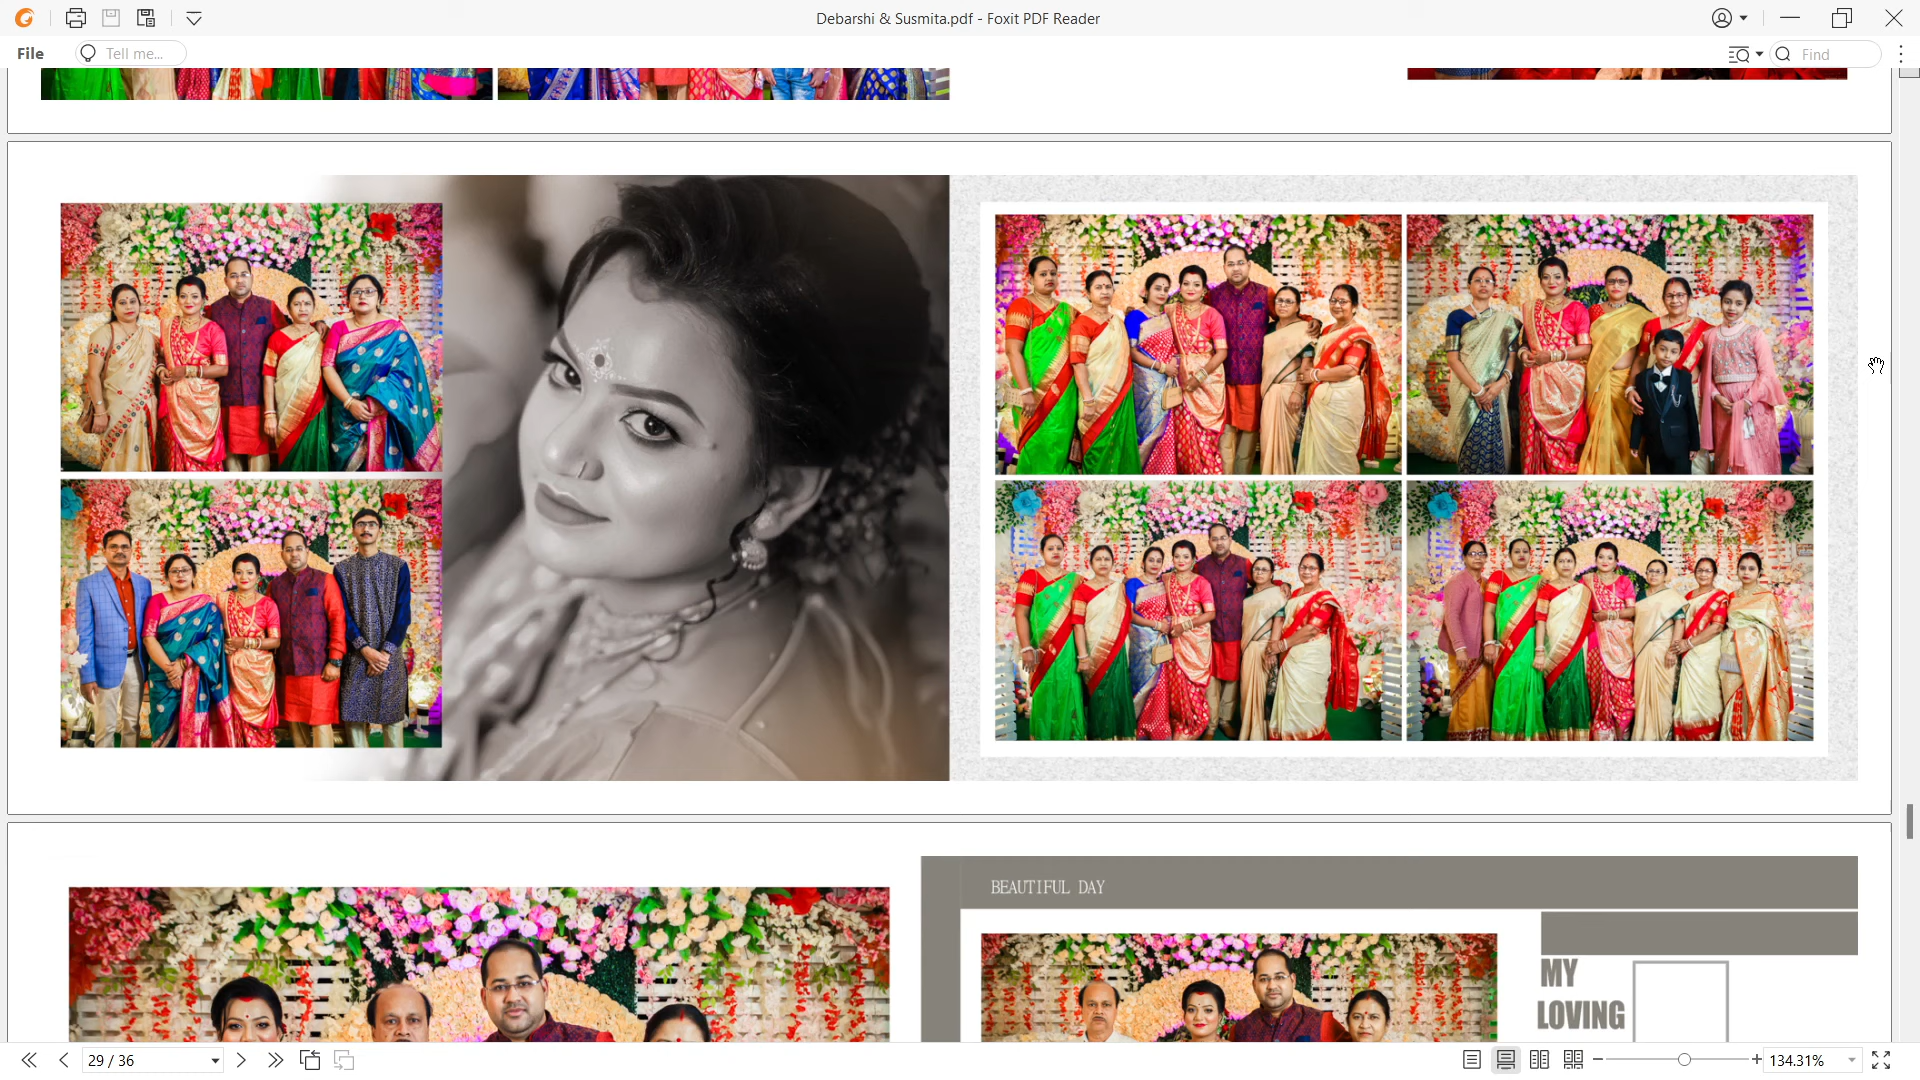 Debarshi & Susmita.pdf - Foxit PDF Reader
File
Tell me...
Find
BEAUTIFUL DAY
MY
LOVING
29 / 36
134.31%